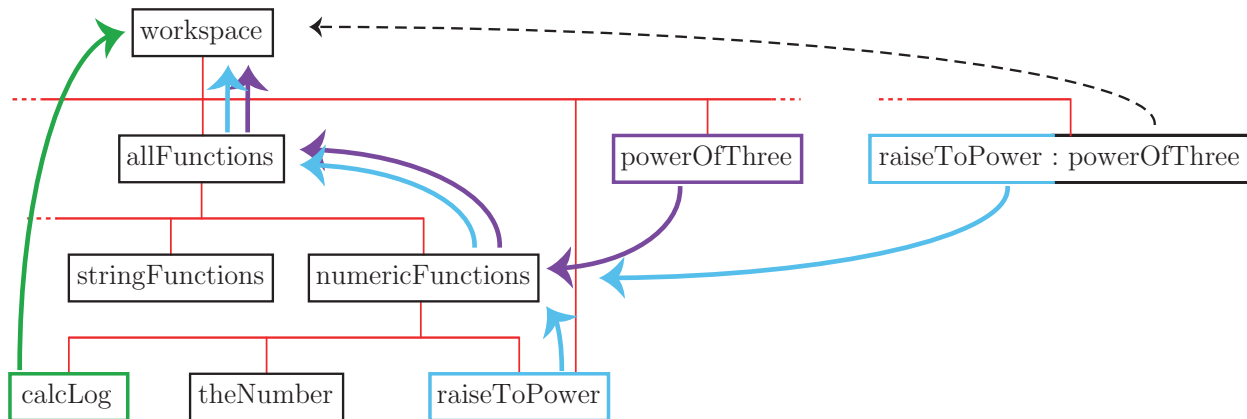 workspace
allFunctions
powerOfThree
raiseToPower : powerOfThree
stringFunctions
numericFunctions
calcLog
theNumber
raiseToPower